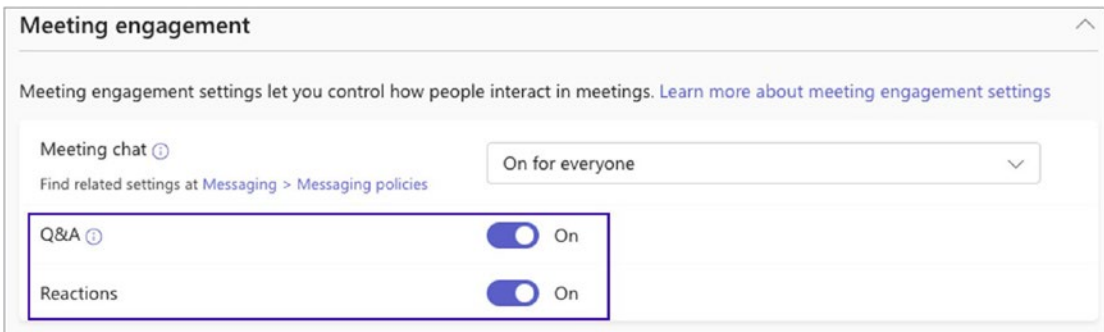 Meeting engagement
Meeting engagement settings let you control how people interact in meetings. Learn more about meeting engagement settings
Meeting chat
On for everyone
Find related settings at Messaging > Messaging policies
Q&A
On
Reactions
On